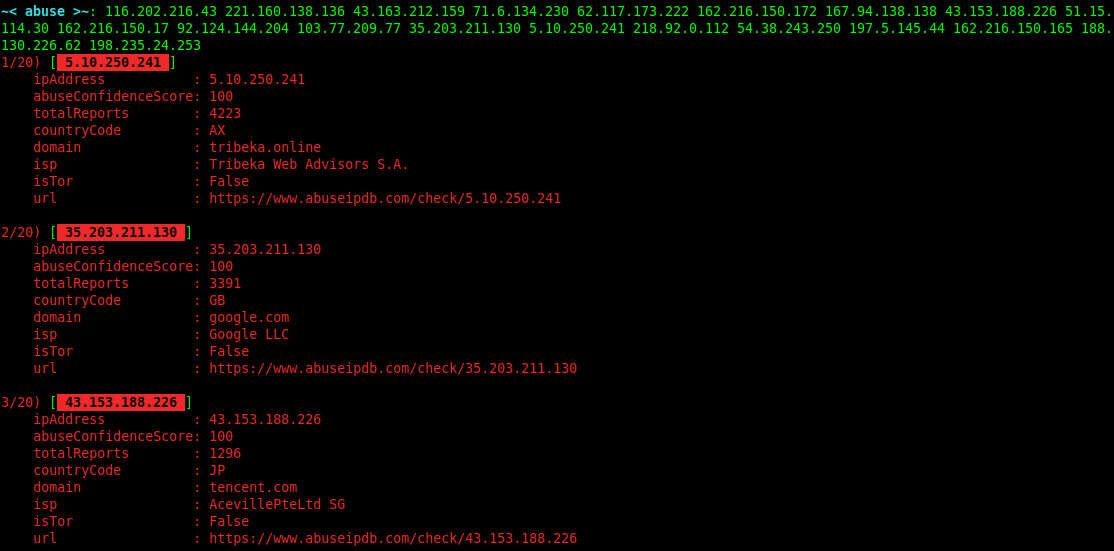 ~< abuse >~: 116.202.216.43 221.160.138.136 43.163.212.159 71.6.134.230 62.117.173.222 162.216.150.172 167.94.138.138 43.153.188.226 51.15.
114.30 162.216.150.17 92.124.144.204 103.77.209.77 35.203.211.130 5.10.250.241 218.92.0.112 54.38.243.250 197.5.145.44 162.216.150.165 188.
130.226.62 198.235.24.253
1/20) [ 5.10.250.241 ]
    ipAddress           : 5.10.250.241
    abuseConfidenceScore: 100
    totalReports        : 4223
    countryCode         : AX
    domain              : tribeka.online
    isp                 : Tribeka Web Advisors S.A.
    isTor               : False
    url                 : https://www.abuseipdb.com/check/5.10.250.241

2/20) [ 35.203.211.130 ]
    ipAddress           : 35.203.211.130
    abuseConfidenceScore: 100
    totalReports        : 3391
    countryCode         : GB
    domain              : google.com
    isp                 : Google LLC
    isTor               : False
    url                 : https://www.abuseipdb.com/check/35.203.211.130

3/20) [ 43.153.188.226 ]
    ipAddress           : 43.153.188.226
    abuseConfidenceScore: 100
    totalReports        : 1296
    countryCode         : JP
    domain              : tencent.com
    isp                 : AcevillePteLtd SG
    isTor               : False
    url                 : https://www.abuseipdb.com/check/43.153.188.226